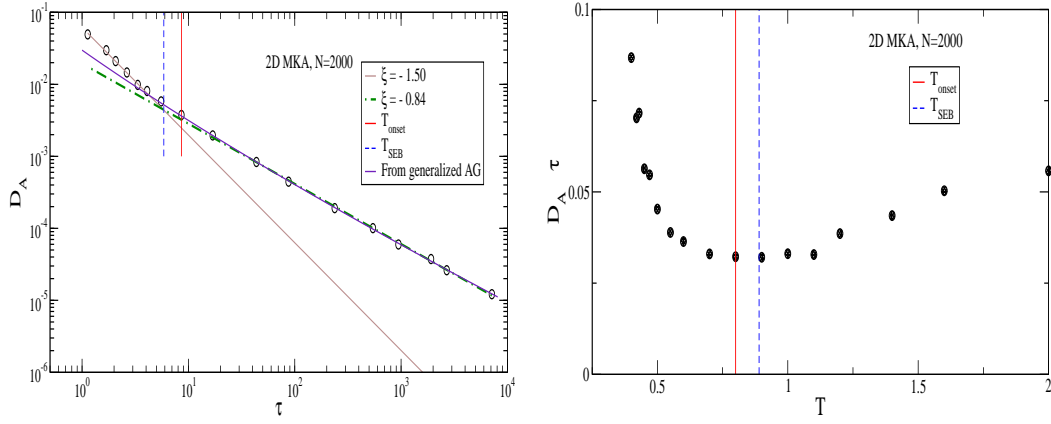 10^-1
10^-2
10^-3
10^-4
10^-5
10^-6
D_A
10^0
10^1
10^2
10^3
10^4
τ
2D MKA, N=2000
ξ = - 1.50
ξ = - 0.84
T_onset
T_SEB
From generalized AG
0.1
0.05
0
D_A τ
0.5
1
1.5
2
T
2D MKA, N=2000
T_onset
T_SEB